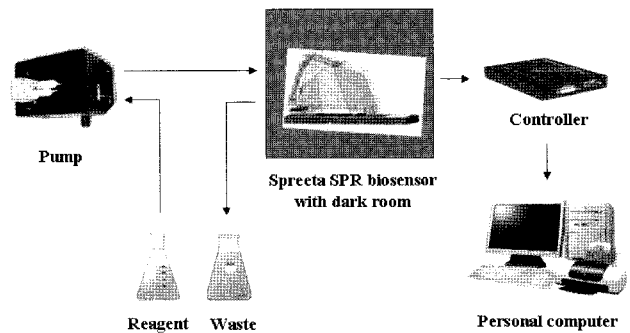 Pump
Spreeta SPR biosensor
with dark room
Controller
Reagent
Waste
Personal computer